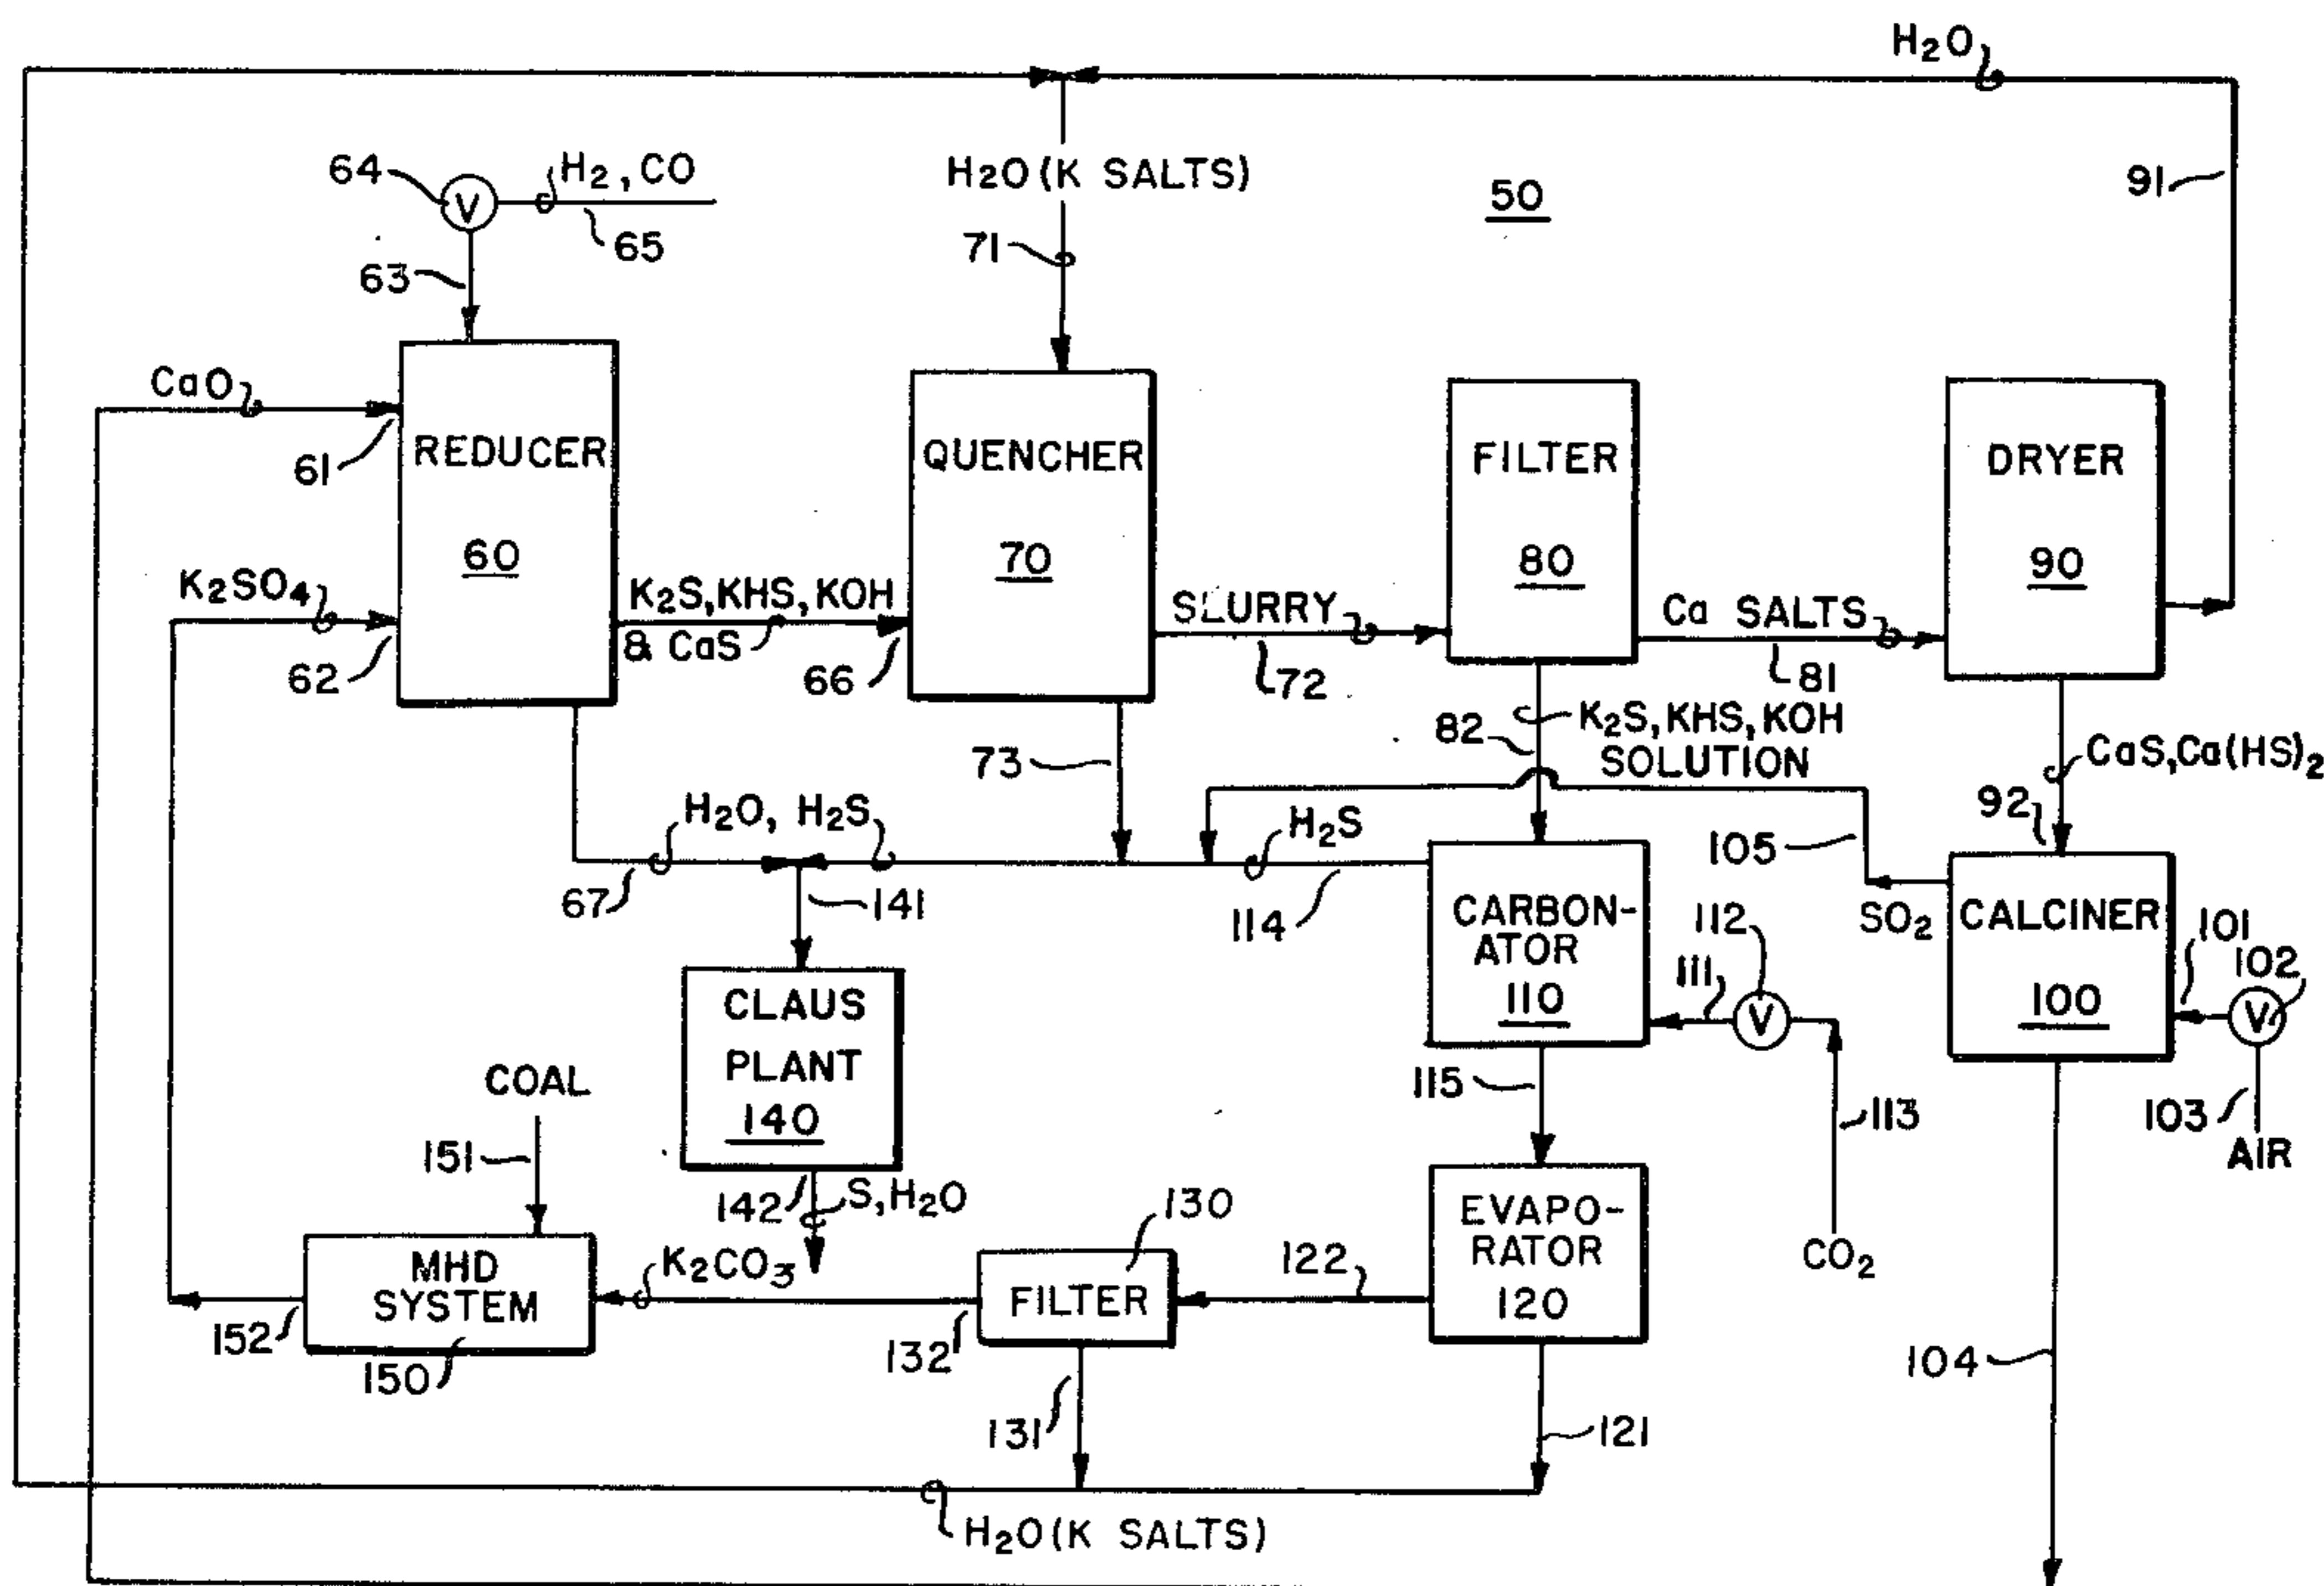 H2O
64
H2, CO
65
63
H2O (K SALTS)
71
50
91
CaO
61
REDUCER
60
K2SO4
62
K2S, KHS, KOH
& CaS
66
QUENCHER
70
SLURRY
72
FILTER
80
Ca SALTS
81
DRYER
90
73
82
K2S, KHS, KOH
SOLUTION
CaS, Ca(HS)2
92
105
H2O, H2S
H2S
67
141
114
CARBON-
ATOR
110
112
V
111
SO2
CALCINER
100
101
102
V
103
AIR
113
CO2
CLAUS
PLANT
140
142
S, H2O
COAL
151
115
EVAPO-
RATOR
120
MHD
SYSTEM
150
152
K2CO3
130
FILTER
132
122
131
121
104
H2O (K SALTS)
V